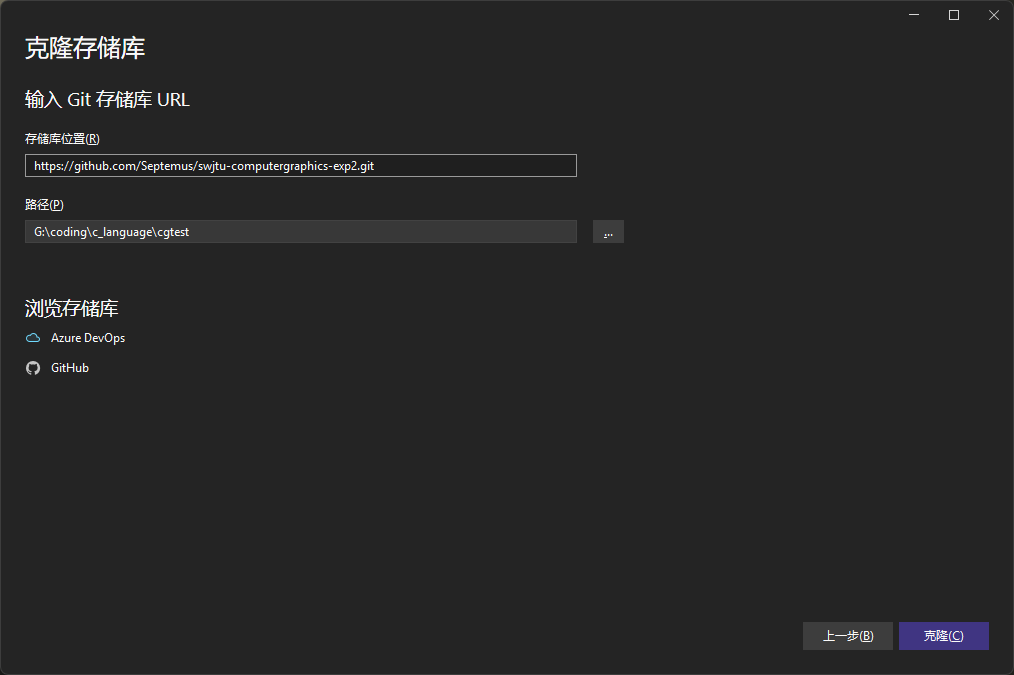 克隆存储库
输入 Git 存储库 URL
存储库位置(R)
https://github.com/Septemus/swjtu-computergraphics-exp2.git
路径(P)
G:\coding\c_language\cgtest
...
浏览存储库
Azure DevOps
GitHub
上一步(B)
克隆(C)